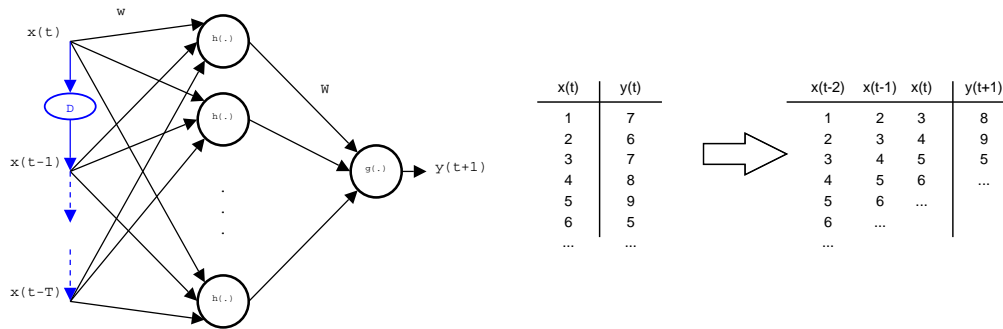 w
x(t)
h(.)
D
W
h(.)
x(t-1)
g(.)
y(t+1)
.
.
.
x(t-T)
h(.)
x(t) y(t)
1 7
2 6
3 7
4 8
5 9
6 5
... ...
x(t-2) x(t-1) x(t) y(t+1)
1 2 3 8
2 3 4 9
3 4 5 5
4 5 6 ...
5 6 ...
6 ...
...